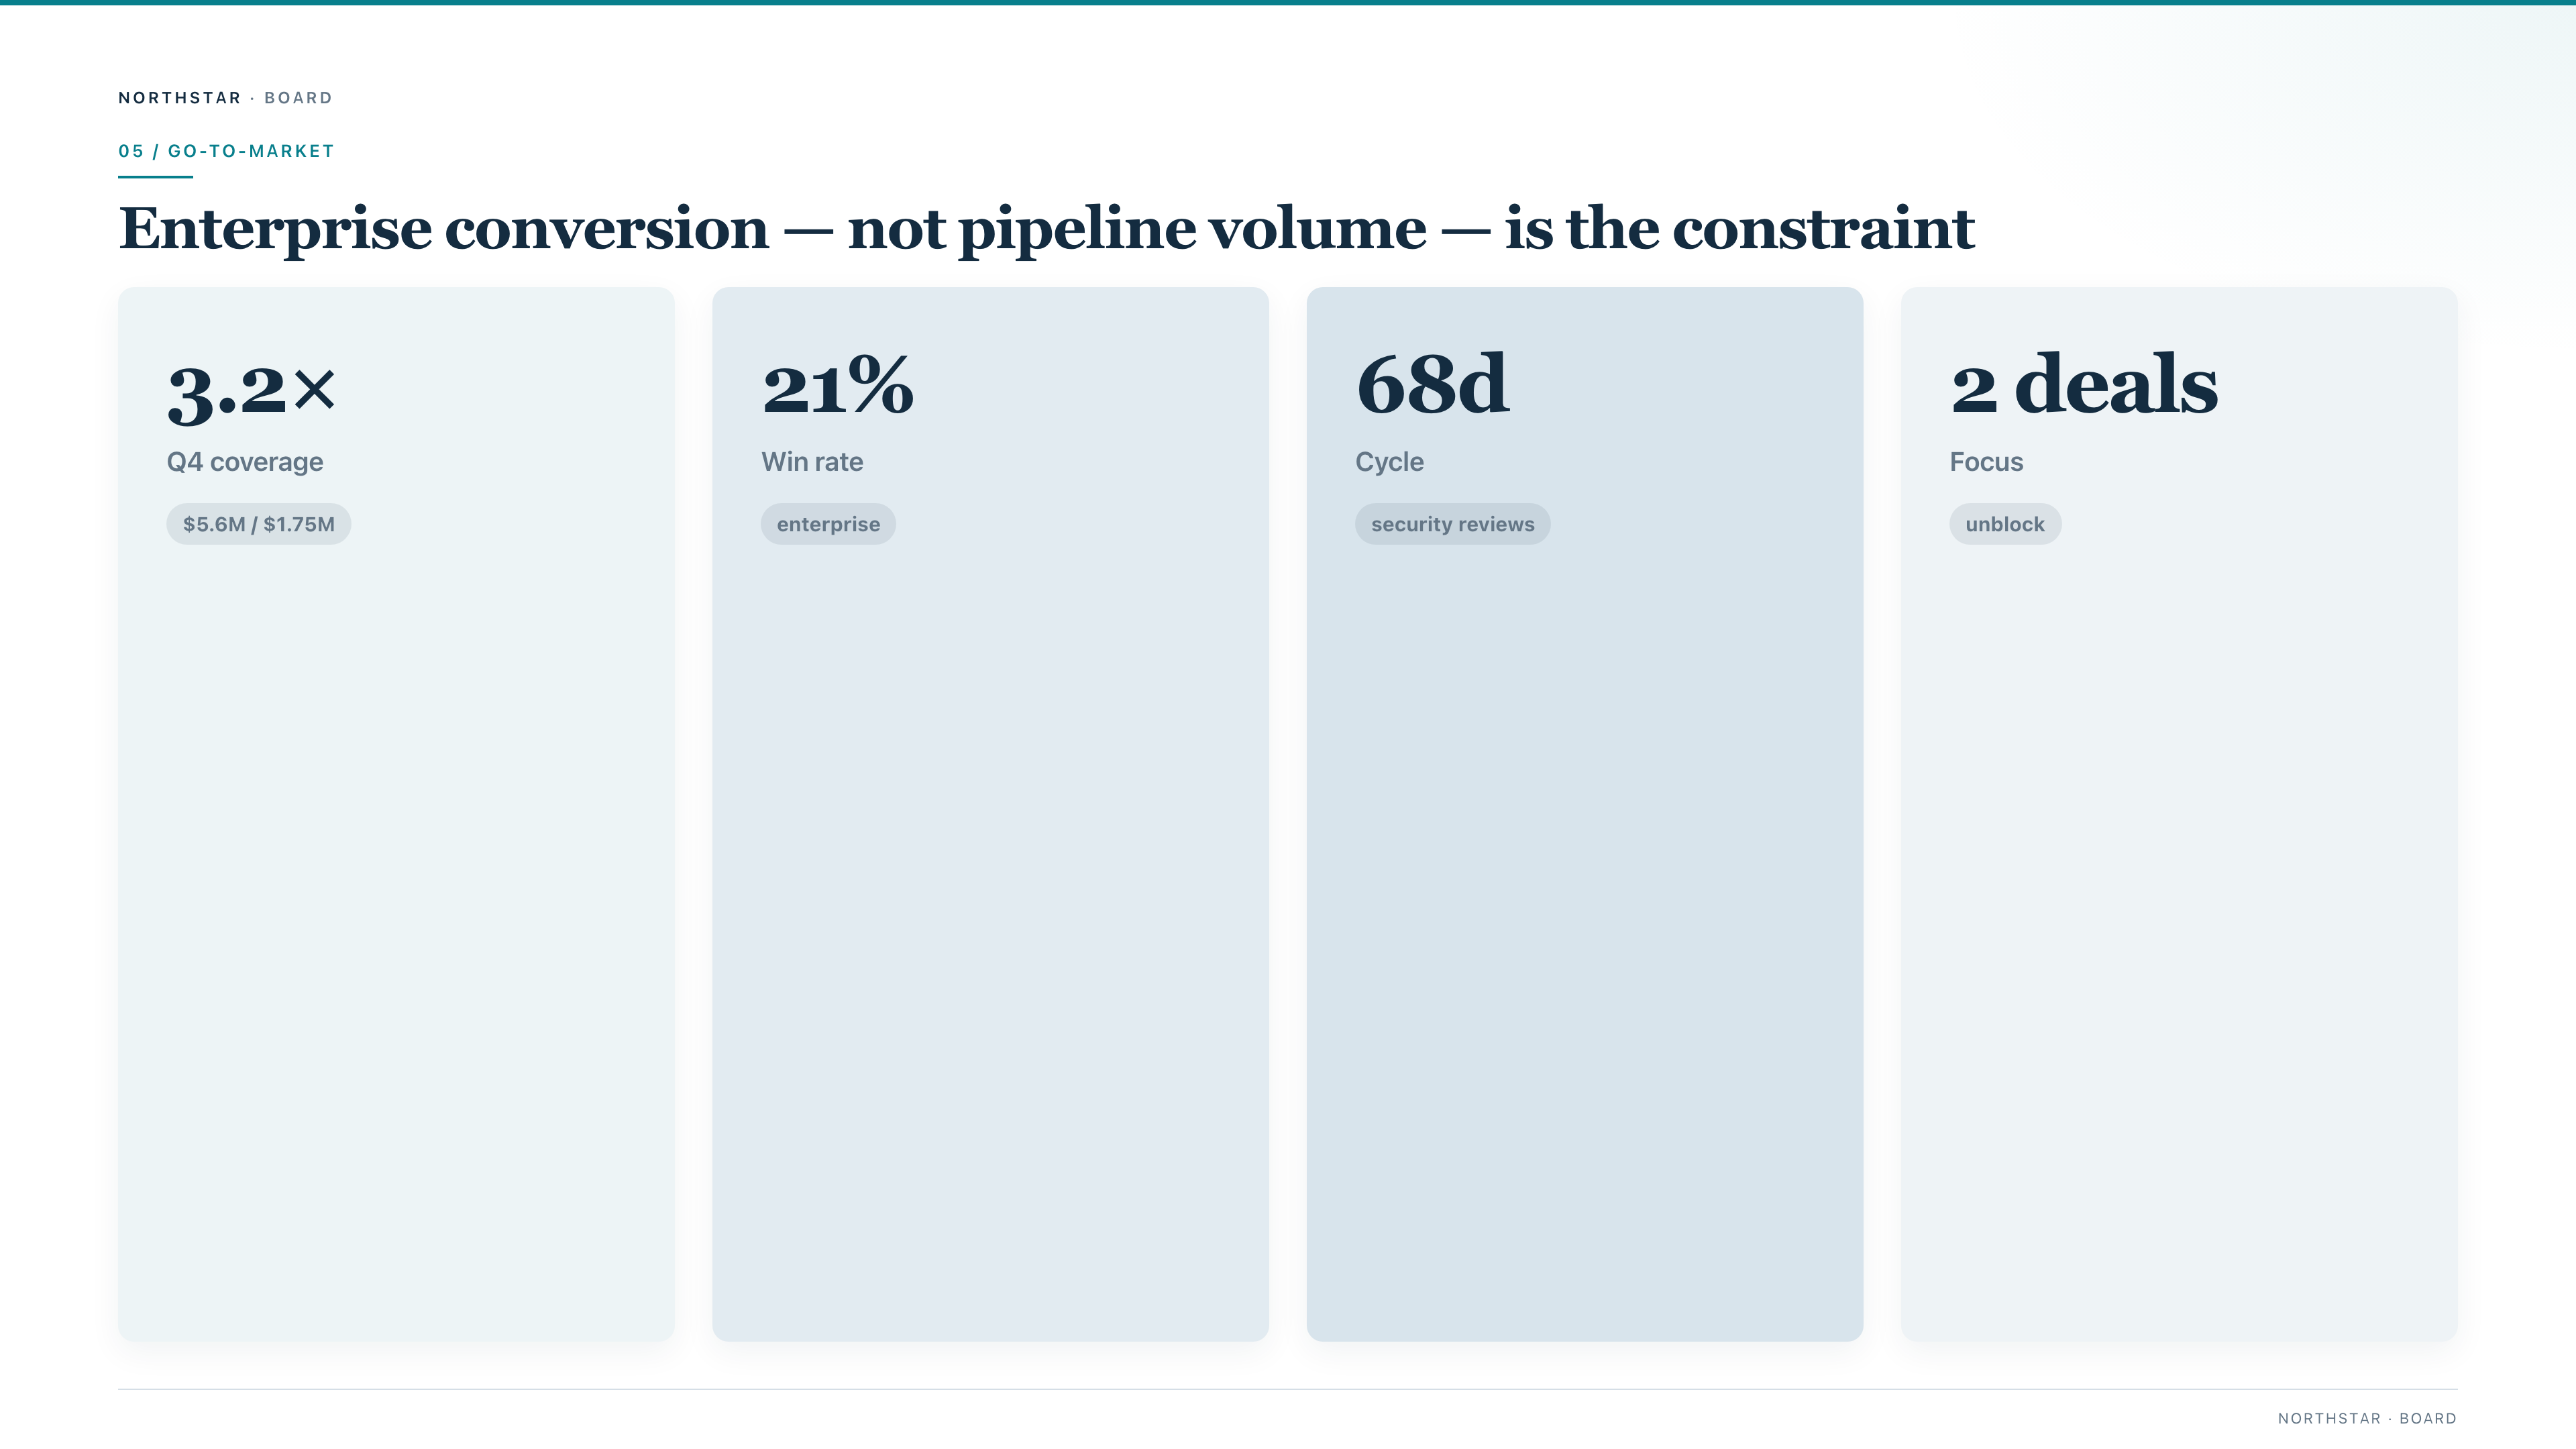 NORTHSTAR · BOARD
05 / GO-TO-MARKET
Enterprise conversion — not pipeline volume — is the constraint
3.2×
Q4 coverage
$5.6M / $1.75M
21%
Win rate
enterprise
68d
Cycle
security reviews
2 deals
Focus
unblock
NORTHSTAR · BOARD